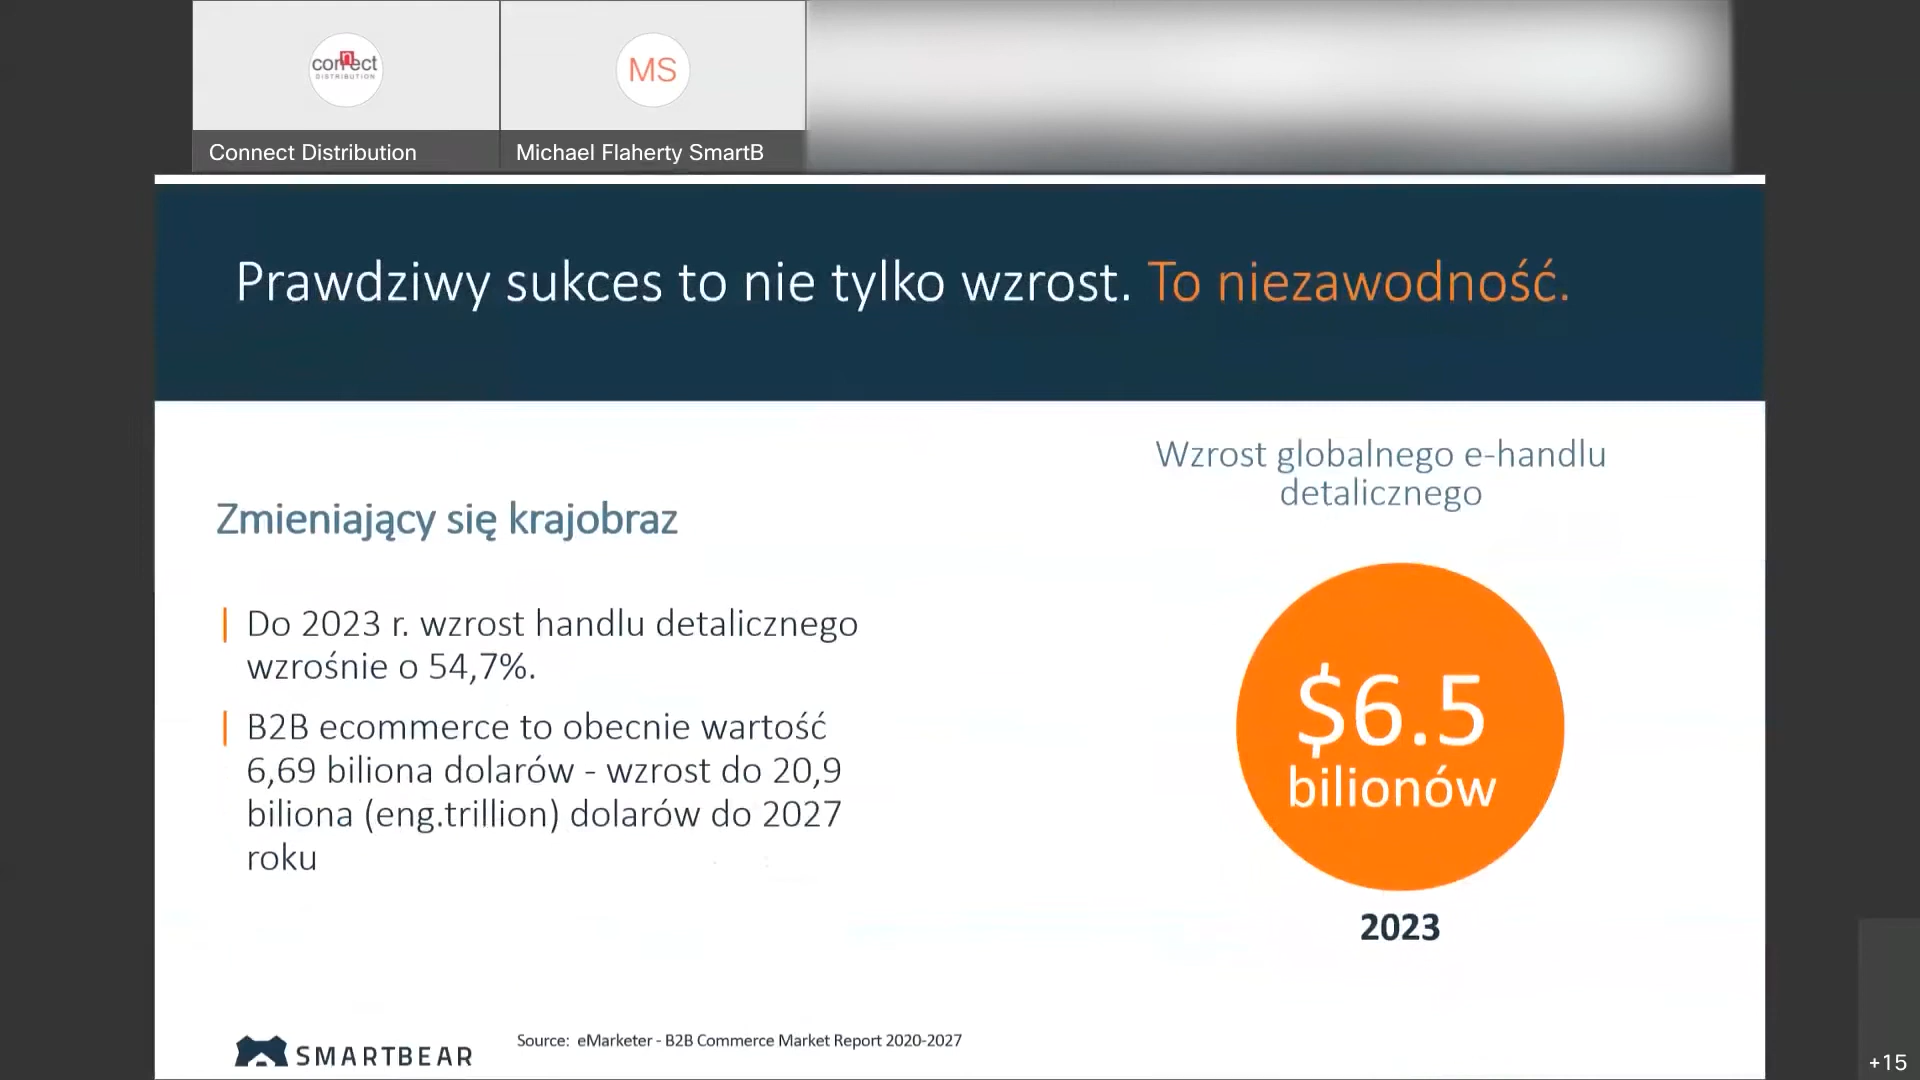 connect
DISTRIBUTION
MS
Connect Distribution
Michael Flaherty SmartB
Prawdziwy sukces to nie tylko wzrost. To niezawodność.
Wzrost globalnego e-handlu
detalicznego
Zmieniający się krajobraz
Do 2023 r. wzrost handlu detalicznego
wzrośnie o 54,7%.
B2B ecommerce to obecnie wartość
6,69 biliona dolarów - wzrost do 20,9
biliona (eng.trillion) dolarów do 2027
roku
$6.5
bilionów
2023
SMARTBEAR
Source: eMarketer - B2B Commerce Market Report 2020-2027
+15